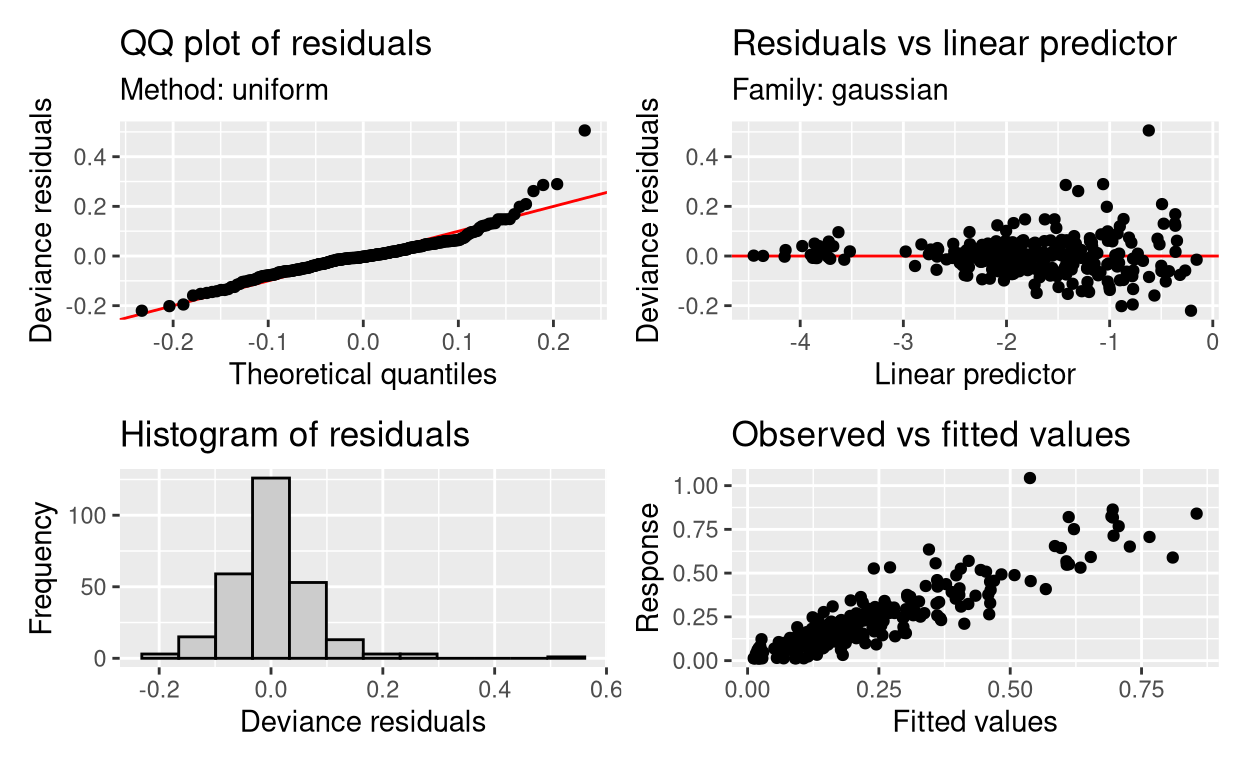 QQ plot of residuals
Method: uniform
Deviance residuals
0.4
0.2
0.0
-0.2
-0.2 -0.1 0.0 0.1 0.2
Theoretical quantiles
Residuals vs linear predictor
Family: gaussian
Deviance residuals
0.4
0.2
0.0
-0.2
-4 -3 -2 -1 0
Linear predictor
Histogram of residuals
Frequency
100
50
0
-0.2 0.0 0.2 0.4 0.6
Deviance residuals
Observed vs fitted values
Response
1.00
0.75
0.50
0.25
0.00
0.00 0.25 0.50 0.75
Fitted values